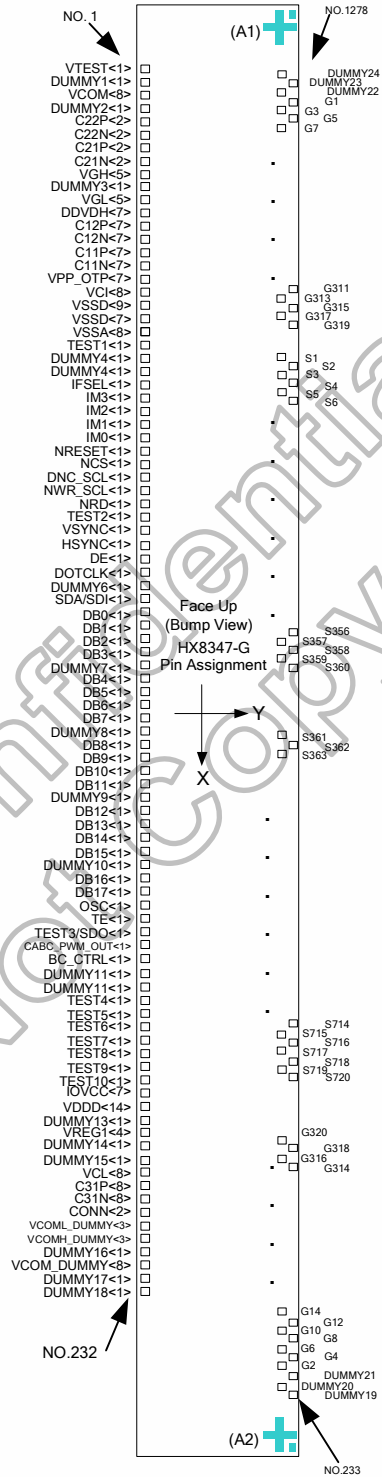 NO. 1
(A1)
NO.1278
VTEST<1>
DUMMY1<1>
VCOM<8>
DUMMY2<1>
C22P<2>
C22N<2>
C21P<2>
C21N<2>
VGH<5>
DUMMY3<1>
VGL<5>
DDVDH<7>
C12P<7>
C12N<7>
C11P<7>
C11N<7>
VPP_OTP<7>
VCI<8>
VSSD<9>
VSSD<7>
VSSA<8>
TEST1<1>
DUMMY4<1>
DUMMY4<1>
IFSEL<1>
IM3<1>
IM2<1>
IM1<1>
IM0<1>
NRESET<1>
NCS<1>
DNC_SCL<1>
NWR_SCL<1>
NRD<1>
TEST2<1>
VSYNC<1>
HSYNC<1>
DE<1>
DOTCLK<1>
DUMMY6<1>
SDA/SDI<1>
DB0<1>
DB1<1>
DB2<1>
DB3<1>
DUMMY7<1>
DB4<1>
DB5<1>
DB6<1>
DB7<1>
DUMMY8<1>
DB8<1>
DB9<1>
DB10<1>
DB11<1>
DUMMY9<1>
DB12<1>
DB13<1>
DB14<1>
DB15<1>
DUMMY10<1>
DB16<1>
DB17<1>
OSC<1>
TE<1>
TEST3/SDO<1>
CABC_PWM_OUT<1>
BC_CTRL<1>
DUMMY11<1>
DUMMY11<1>
TEST4<1>
TEST5<1>
TEST6<1>
TEST7<1>
TEST8<1>
TEST9<1>
TEST10<1>
IOVCC<7>
VDDD<14>
DUMMY13<1>
VREG1<4>
DUMMY14<1>
DUMMY15<1>
VCL<8>
C31P<8>
C31N<8>
CONN<2>
VCOML_DUMMY<3>
VCOMH_DUMMY<3>
DUMMY16<1>
VCOM_DUMMY<8>
DUMMY17<1>
DUMMY18<1>
NO.232
Face Up
(Bump View)
HX8347-G
Pin Assignment
Y
X
DUMMY24
DUMMY23
DUMMY22
G1
G3
G5
G7
G311
G313
G315
G317
G319
S1
S2
S3
S4
S5
S6
S356
S357
S358
S359
S360
S361
S362
S363
S714
S715
S716
S717
S718
S719
S720
G320
G318
G316
G314
G14
G12
G10
G8
G6
G4
G2
DUMMY21
DUMMY20
DUMMY19
(A2)
NO.233
onfidentia
Not Copy